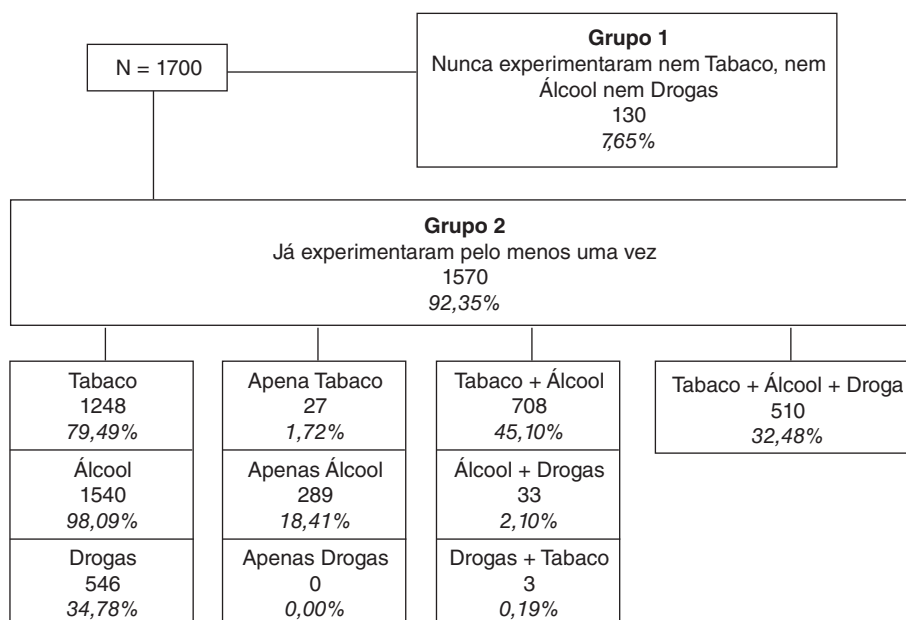 N = 1700
Grupo 1
Nunca experimentaram nem Tabaco, nem
Álcool nem Drogas
130
7,65%
Grupo 2
Já experimentaram pelo menos uma vez
1570
92,35%
Tabaco
1248
79,49%
Álcool
1540
98,09%
Drogas
546
34,78%
Apena Tabaco
27
1,72%
Apenas Álcool
289
18,41%
Apenas Drogas
0
0,00%
Tabaco + Álcool
708
45,10%
Álcool + Drogas
33
2,10%
Drogas + Tabaco
3
0,19%
Tabaco + Álcool + Droga
510
32,48%